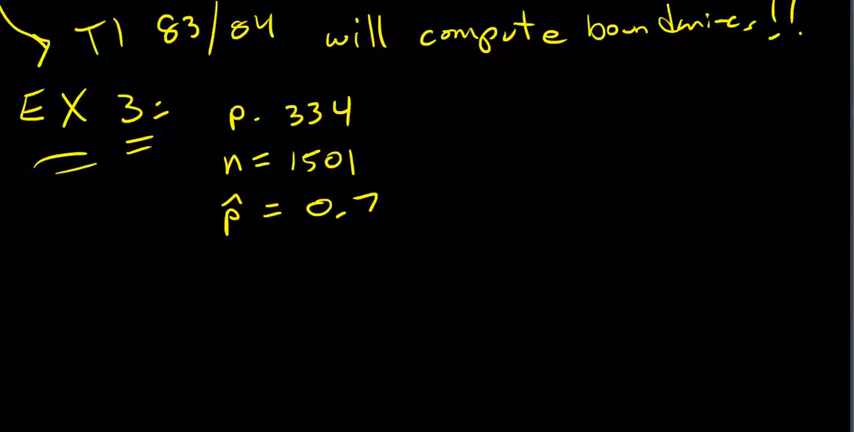 TI 83/84 will compute boundaries!!
EX 3:
p. 334
n = 1501
p̂ = 0.7